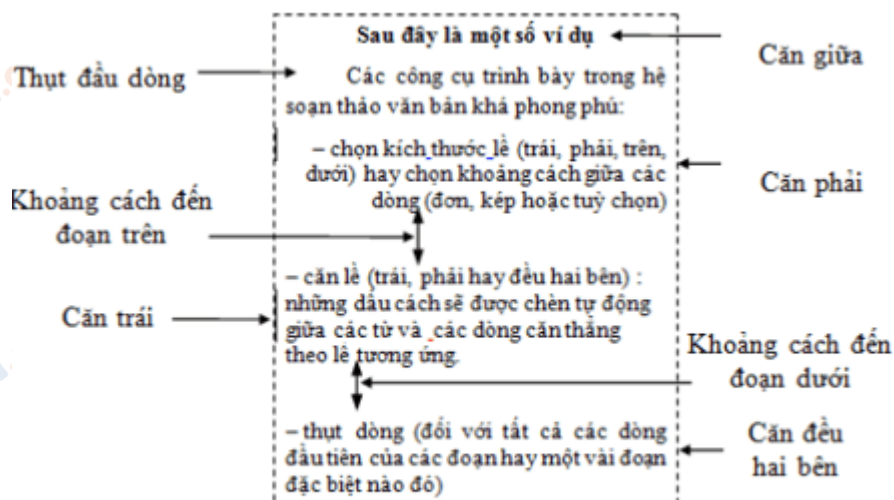 Sau đây là một số ví dụ
Căn giữa
Thụt đầu dòng
Các công cụ trình bày trong hệ
soạn thảo văn bản khá phong phú:
– chọn kích thước lề (trái, phải, trên,
dưới) hay chọn khoảng cách giữa các
dòng (đơn, kép hoặc tuỳ chọn)
Căn phải
Khoảng cách đến
đoạn trên
– căn lề (trái, phải hay đều hai bên) :
những dấu cách sẽ được chèn tự động
giữa các từ và các dòng căn thẳng
theo lề tương ứng.
Căn trái
Khoảng cách đến
đoạn dưới
– thụt dòng (đối với tất cả các dòng
đầu tiên của các đoạn hay một vài đoạn
đặc biệt nào đó)
Căn đều
hai bên